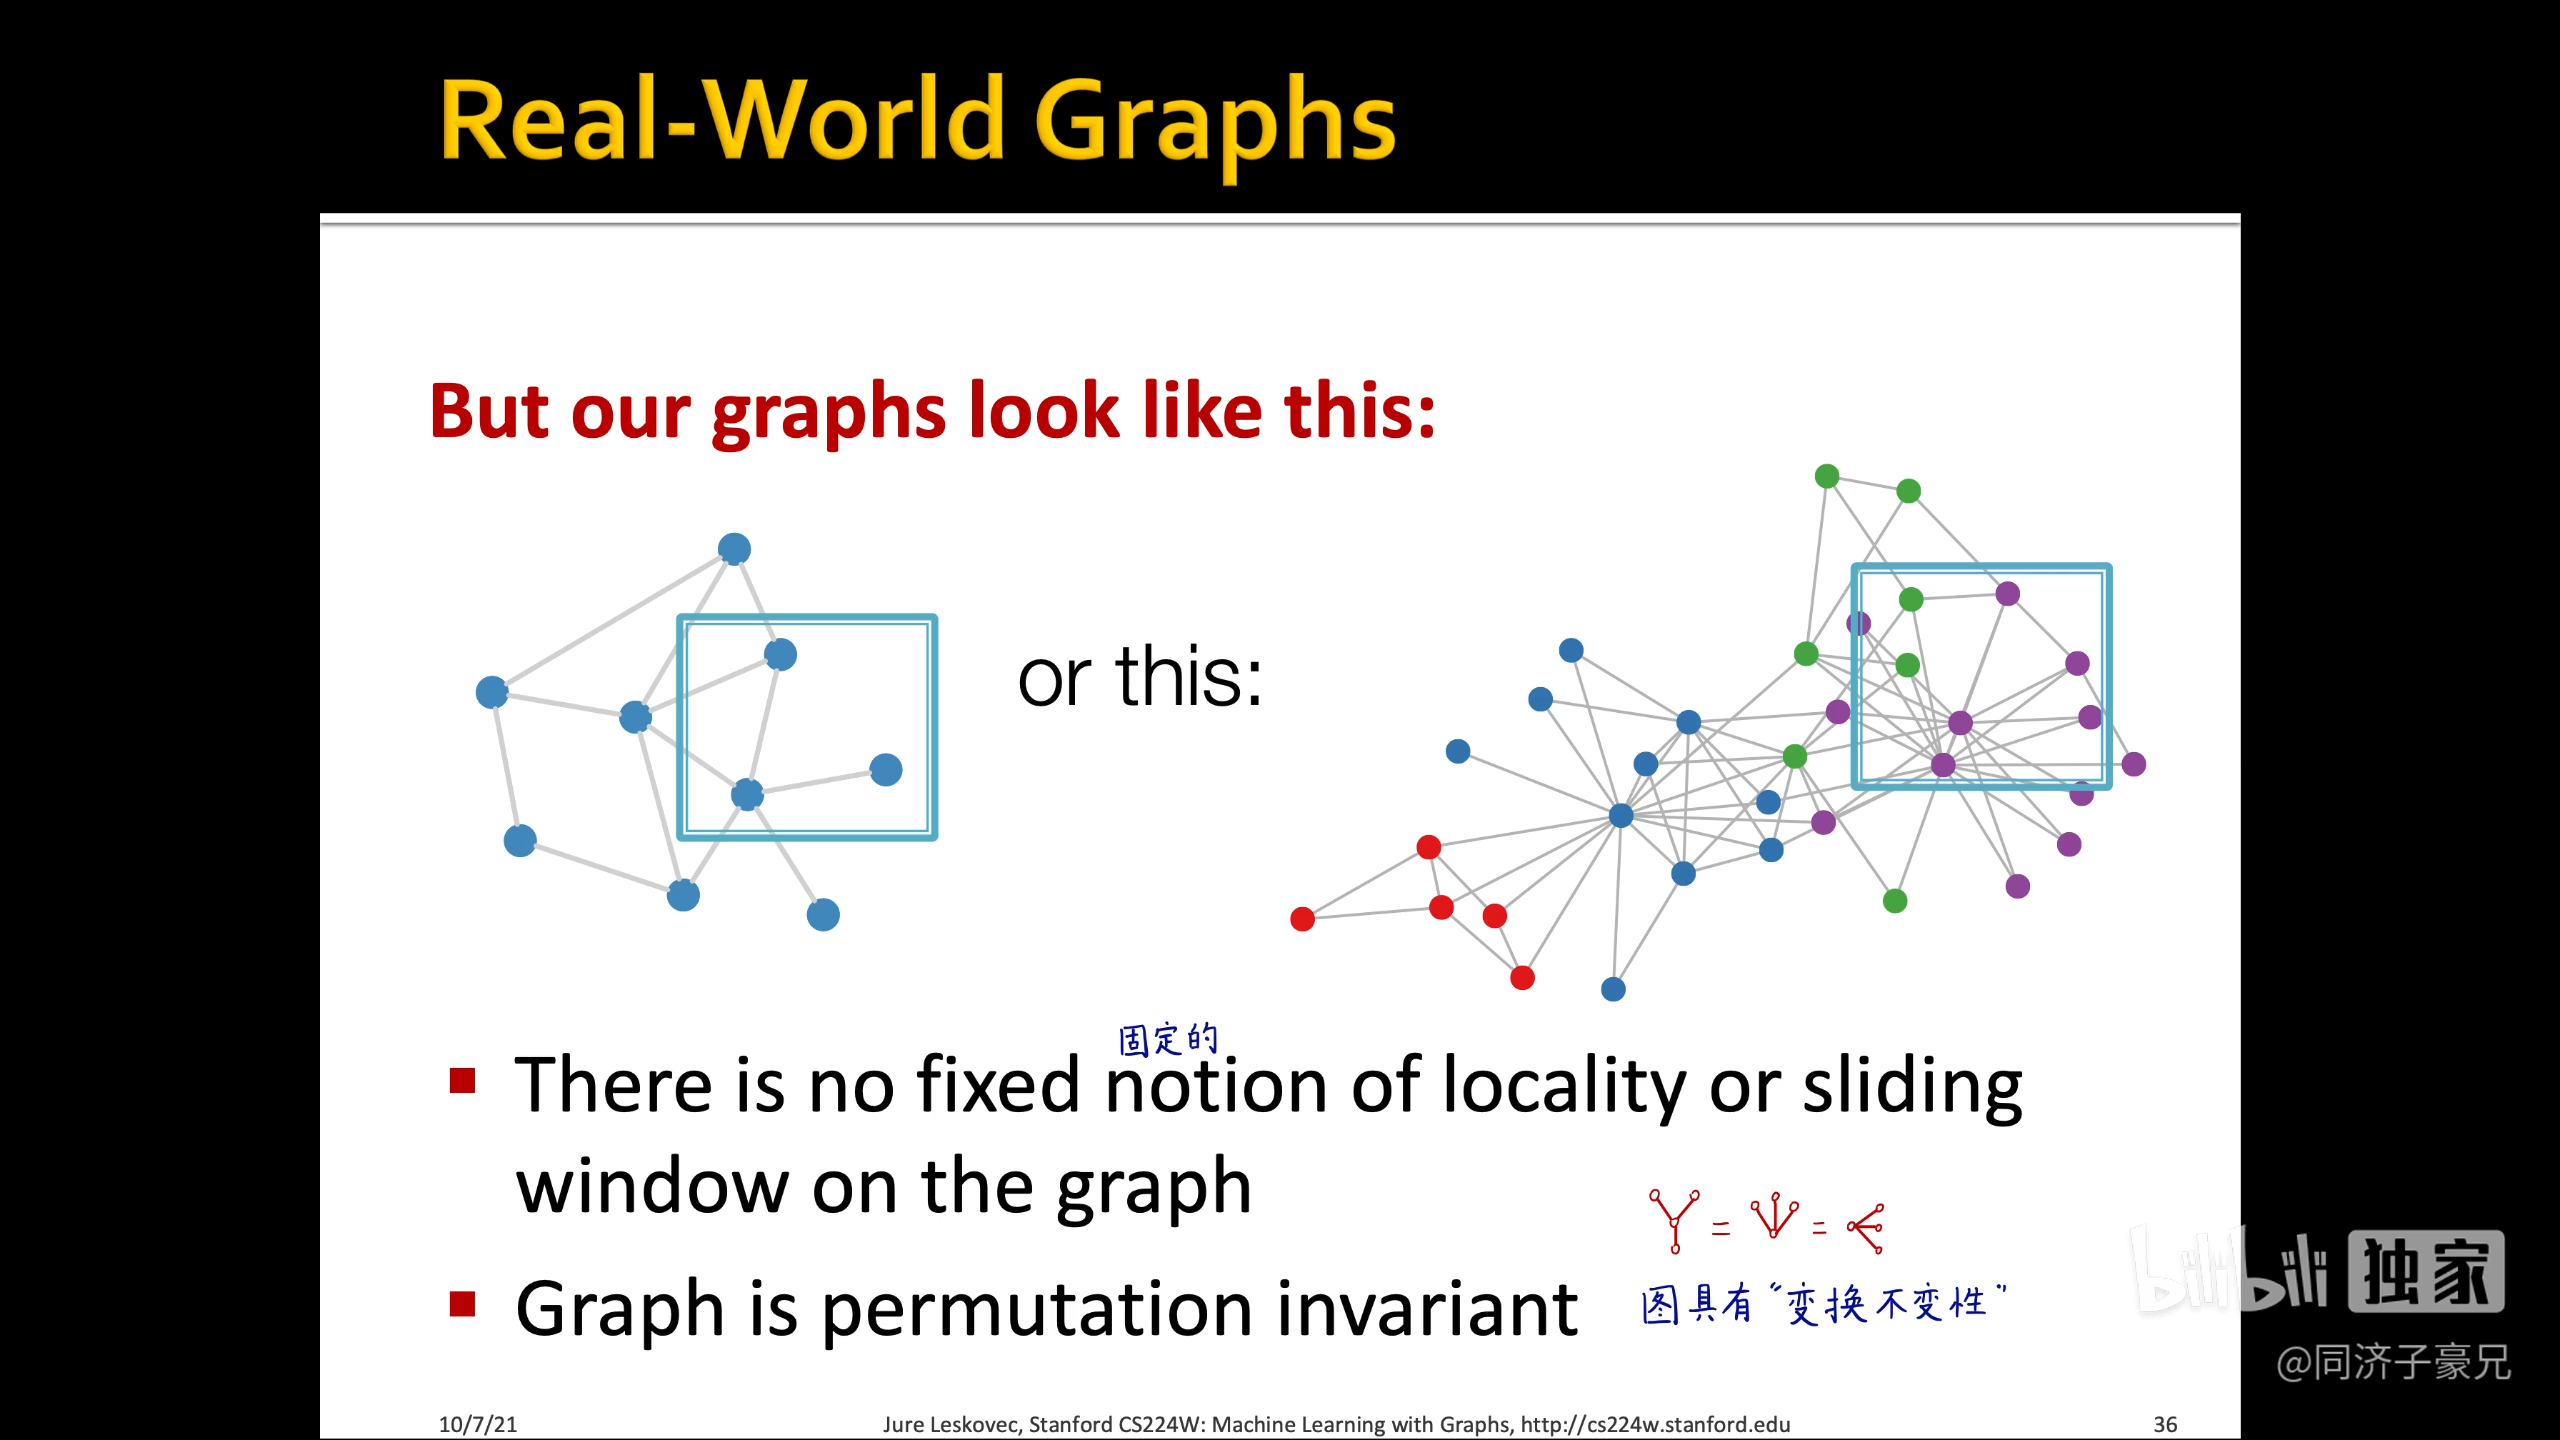 Real-World Graphs
But our graphs look like this:
or this:
固定的
There is no fixed notion of locality or sliding
window on the graph
Graph is permutation invariant
图具有“变换不变性”
bilibili 独家
@同济子豪兄
10/7/21
Jure Leskovec, Stanford CS224W: Machine Learning with Graphs, http://cs224w.stanford.edu
36